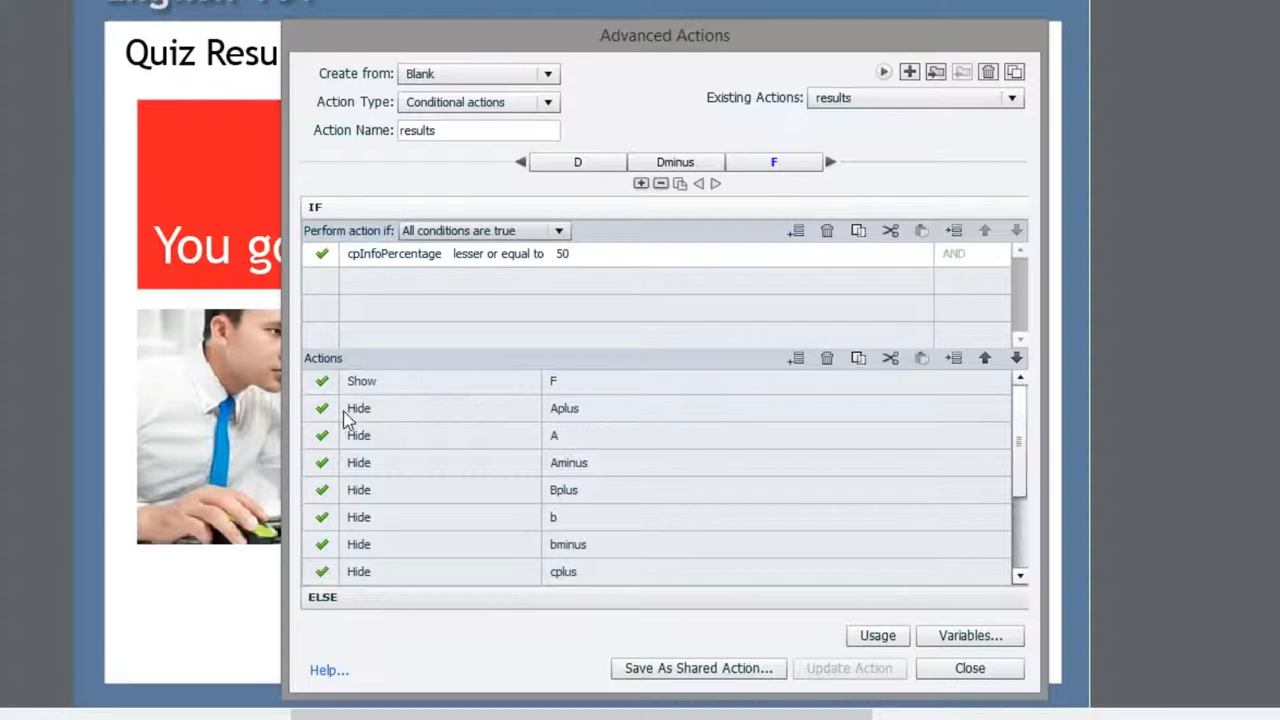 English 101
Advanced Actions
Quiz Resu
Create from: Blank
Action Type: Conditional actions
Existing Actions: results
Action Name: results
D Dminus F
IF
Perform action if: All conditions are true
cpInfoPercentage lesser or equal to 50 AND
You go
Actions
Show F
Hide Aplus
Hide A
Hide Aminus
Hide Bplus
Hide b
Hide bminus
Hide cplus
ELSE
Usage Variables...
Help... Save As Shared Action... Update Action Close